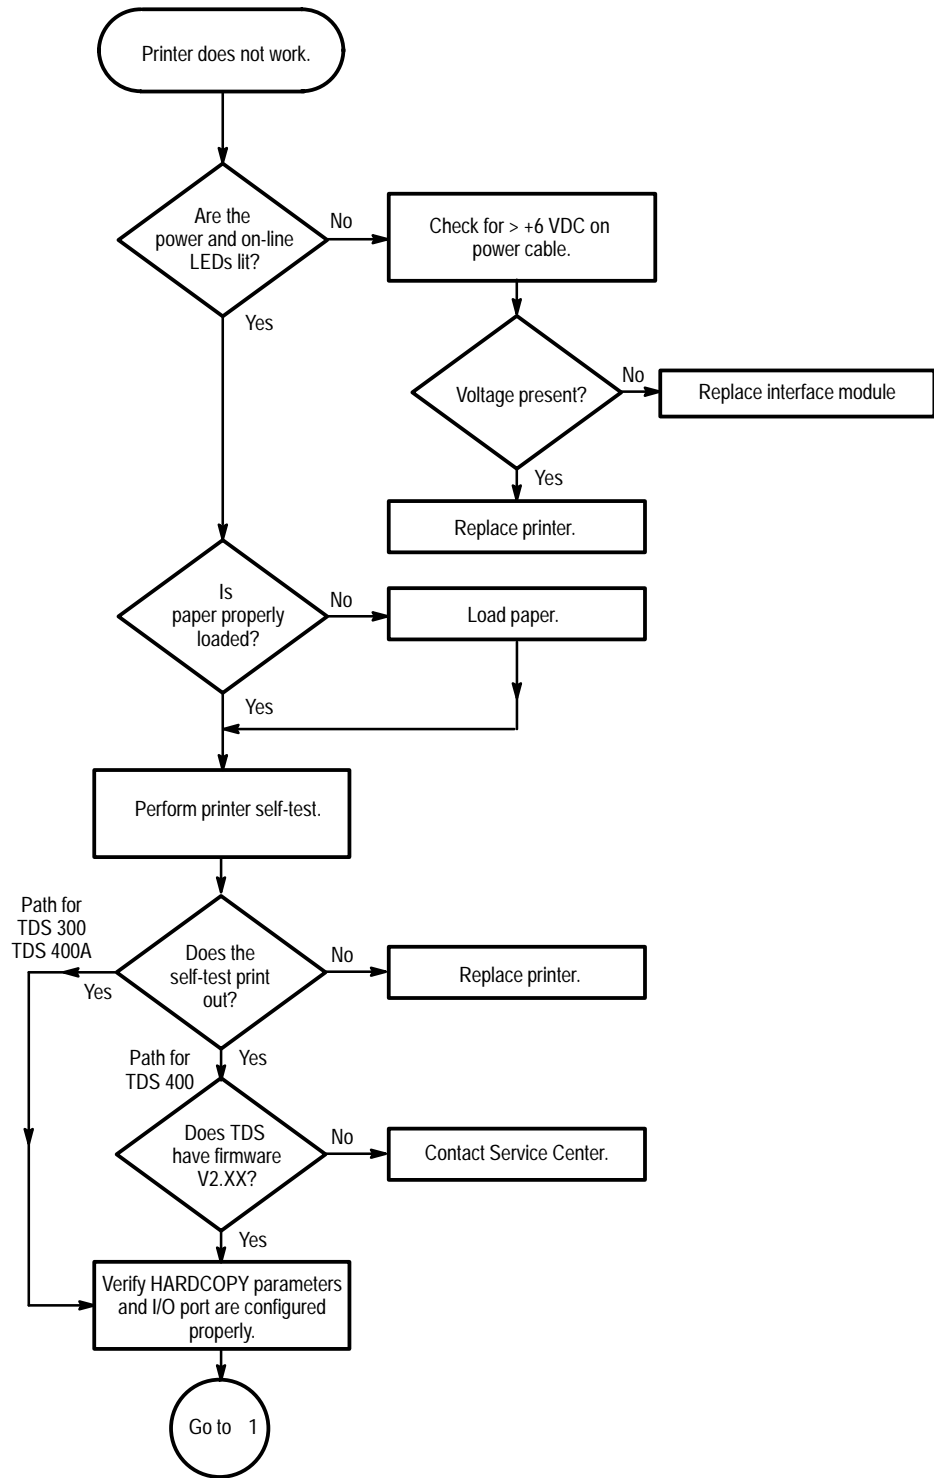 Printer does not work.
Are the
power and on-line
LEDs lit?
No
Check for > +6 VDC on
power cable.
Yes
Voltage present?
No
Replace interface module
Yes
Replace printer.
Is
paper properly
loaded?
No
Load paper.
Yes
Perform printer self-test.
Path for
TDS 300
TDS 400A
Yes
Does the
self-test print
out?
No
Replace printer.
Path for
TDS 400
Yes
Does TDS
have firmware
V2.XX?
No
Contact Service Center.
Yes
Verify HARDCOPY parameters
and I/O port are configured
properly.
Go to 1